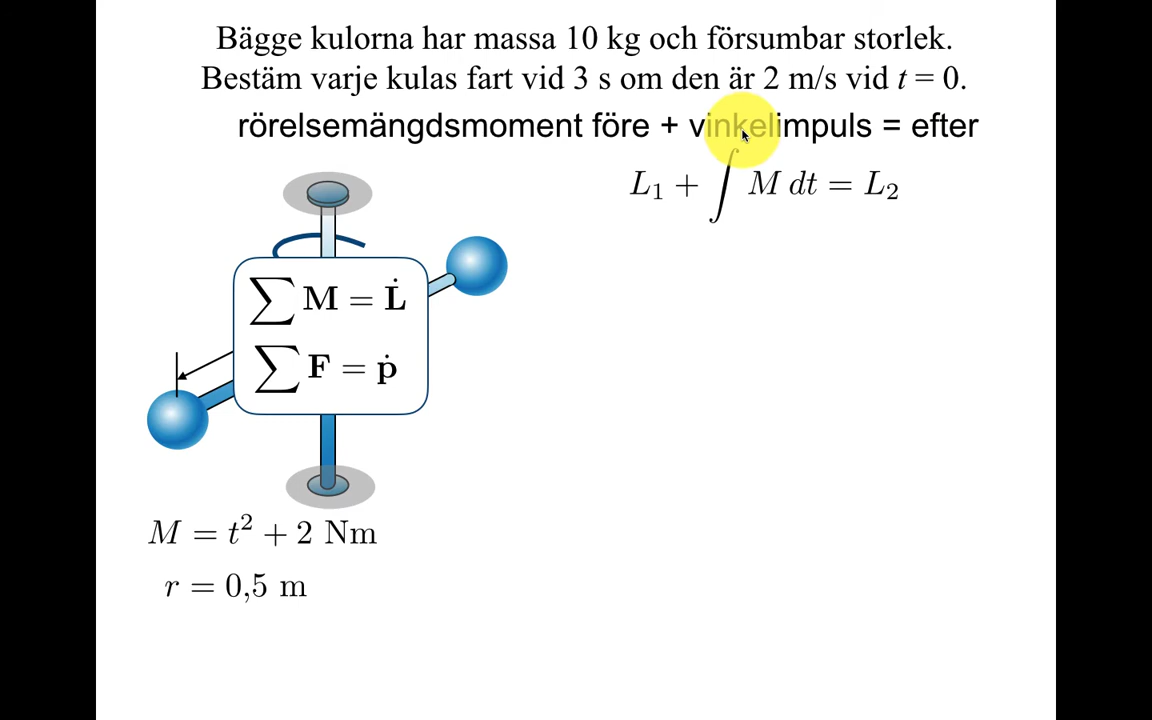 Bägge kulorna har massa 10 kg och försumbar storlek.
Bestäm varje kulas fart vid 3 s om den är 2 m/s vid t = 0.
rörelsemängdsmoment före + vinkelimpuls = efter
L₁ + ∫ M dt = L₂
∑ M = L̇
∑ F = ṗ
M = t² + 2 Nm
r = 0,5 m